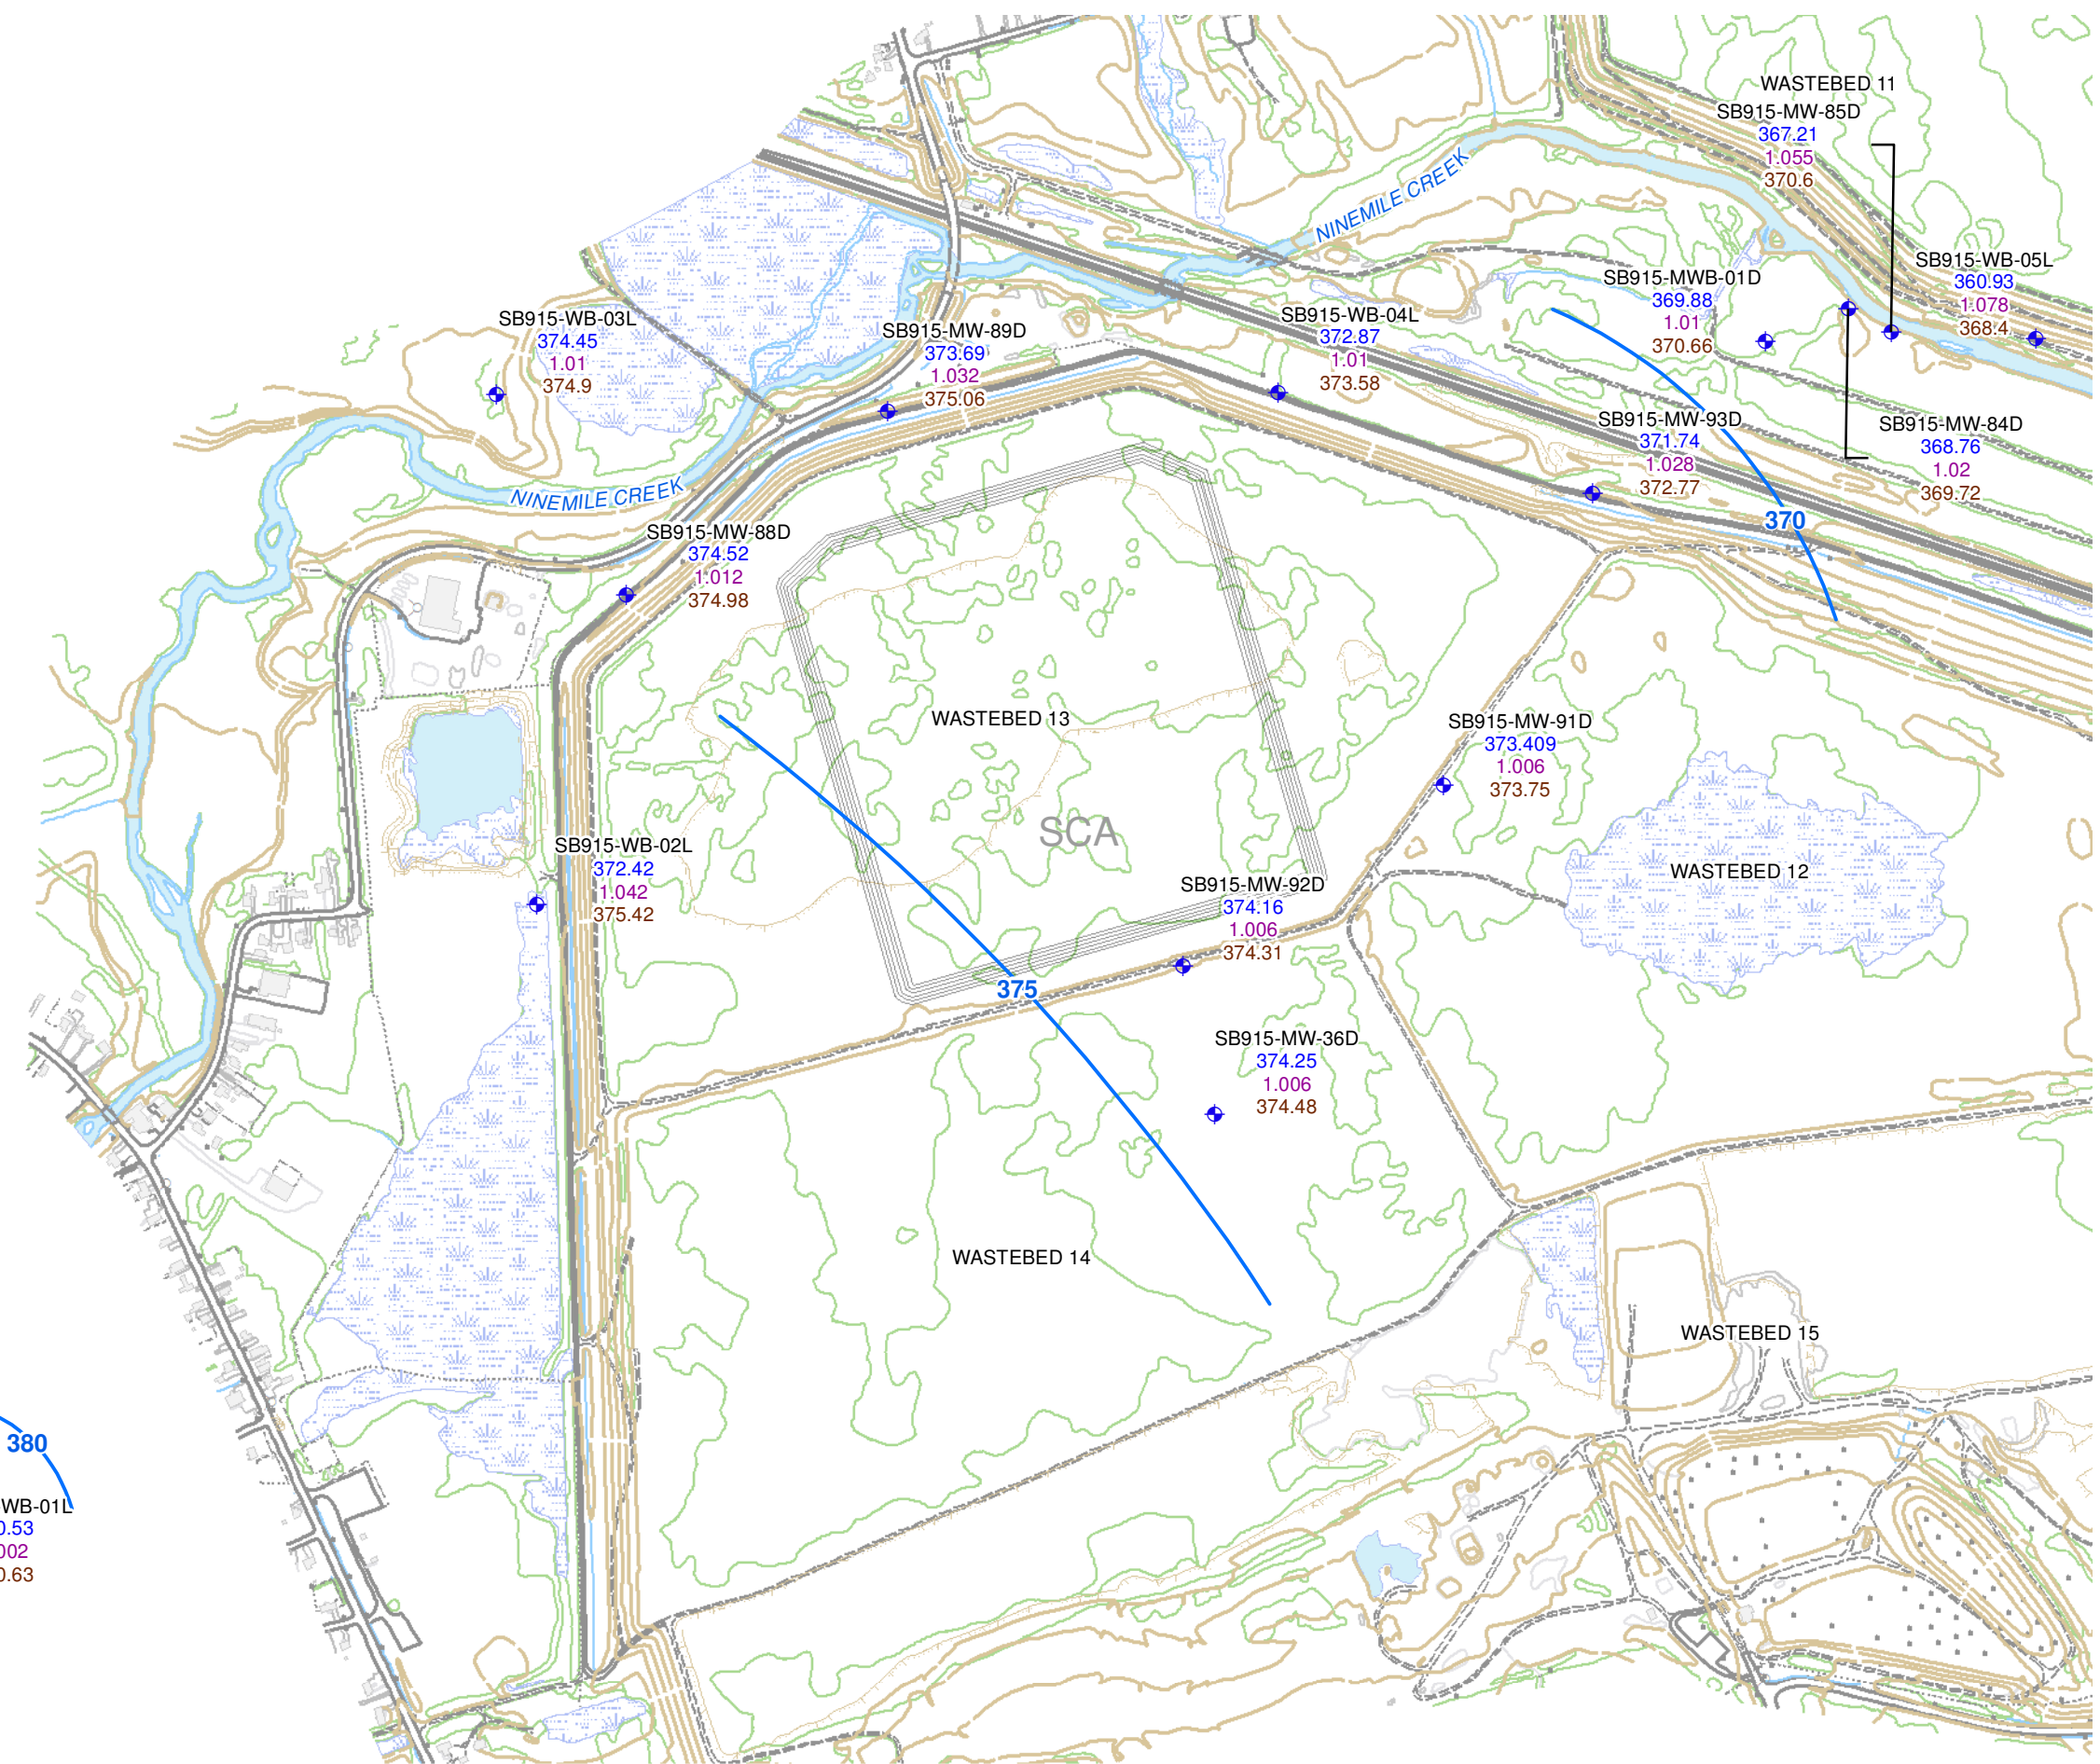 WASTEBED 11
SB915-MW-85D
367.21
1.055
370.6
NINEMILE CREEK
SB915-WB-05L
360.93
1.078
368.4
SB915-MWB-01D
369.88
1.01
370.66
SB915-WB-03L
374.45
1.01
374.9
SB915-MW-89D
373.69
1.032
375.06
SB915-WB-04L
372.87
1.01
373.58
SB915-MW-93D
371.74
1.028
372.77
SB915-MW-84D
368.76
1.02
369.72
NINEMILE CREEK
370
SB915-MW-88D
374.52
1.012
374.98
WASTEBED 13
SB915-MW-91D
373.409
1.006
373.75
SCA
SB915-WB-02L
372.42
1.042
375.42
WASTEBED 12
SB915-MW-92D
374.16
1.006
374.31
375
SB915-MW-36D
374.25
1.006
374.48
WASTEBED 14
WASTEBED 15
380
WB-01L
0.53
002
0.63